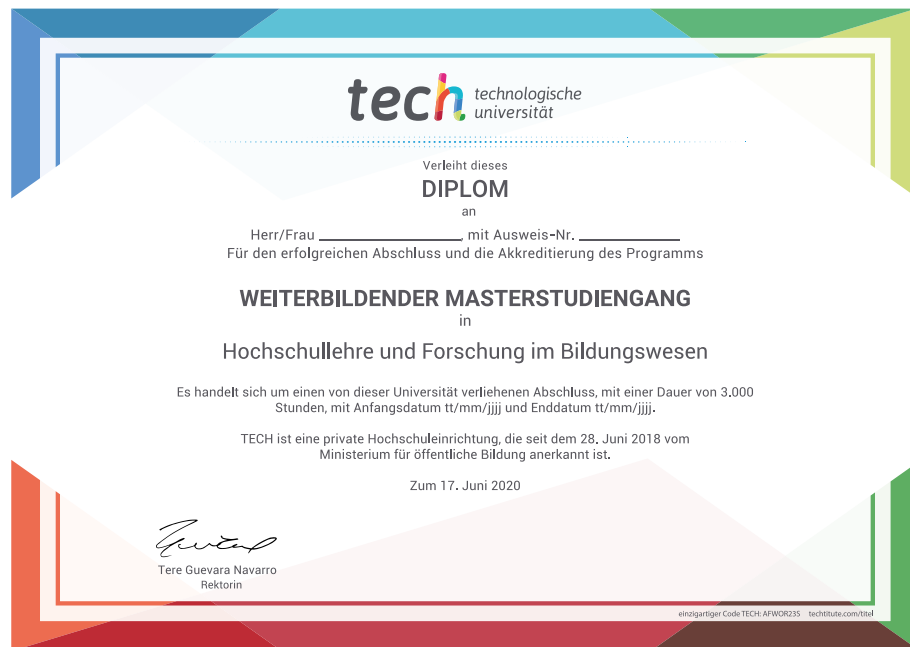 tech technologische
universität
Verleiht dieses
DIPLOM
an
Herr/Frau ____________________, mit Ausweis-Nr. ______________
Für den erfolgreichen Abschluss und die Akkreditierung des Programms
WEITERBILDENDER MASTERSTUDIENGANG
in
Hochschullehre und Forschung im Bildungswesen
Es handelt sich um einen von dieser Universität verliehenen Abschluss, mit einer Dauer von 3.000
Stunden, mit Anfangsdatum tt/mm/jjjj und Enddatum tt/mm/jjjj.
TECH ist eine private Hochschuleinrichtung, die seit dem 28. Juni 2018 vom
Ministerium für öffentliche Bildung anerkannt ist.
Zum 17. Juni 2020
Tere Guevara Navarro
Rektorin
einzigartiger Code TECH: AFWOR23S techtitute.com/titel